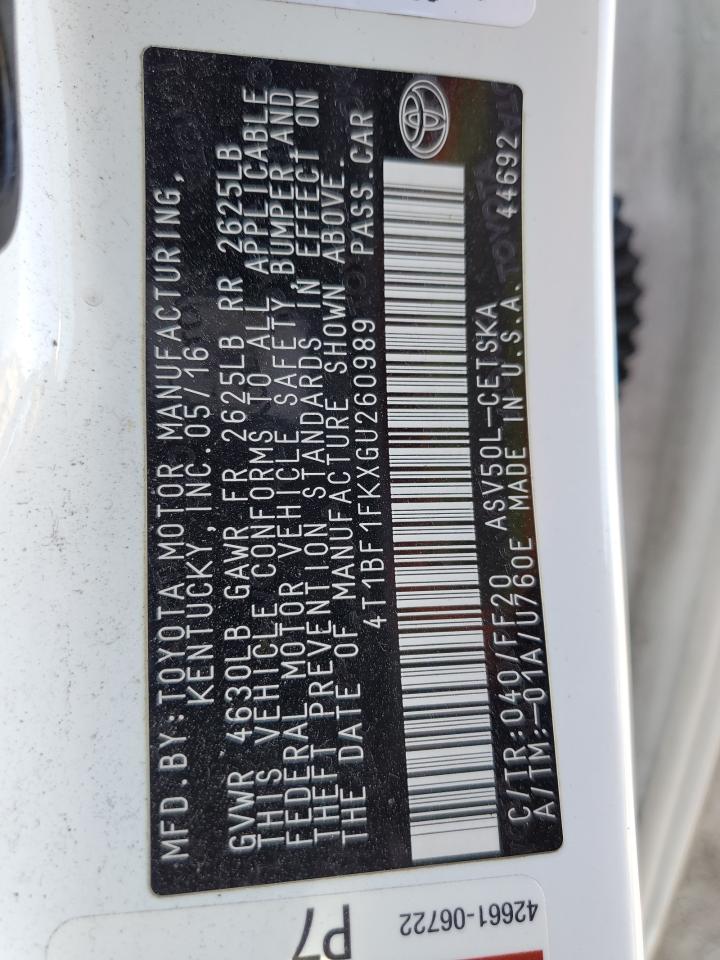 MFD.BY:TOYOTA MOTOR MANUFACTURING,
KENTUCKY, INC.05/16
GVWR 4630LB GAWR FR 2625LB RR 2625LB
THIS VEHICLE CONFORMS TO ALL APPLICABLE
FEDERAL MOTOR VEHICLE SAFETY, BUMPER AND
THEFT PREVENTION STANDARDS IN EFFECT ON
THE DATE OF MANUFACTURE SHOWN ABOVE.
4T1BF1FKXGU260989 PASS.CAR
C/TR:040/FF20 ASV50L-CETSKA
A/TM:-01A/U760E MADE IN U.S.A. 44692
TOYOTA
42661-06722
P7